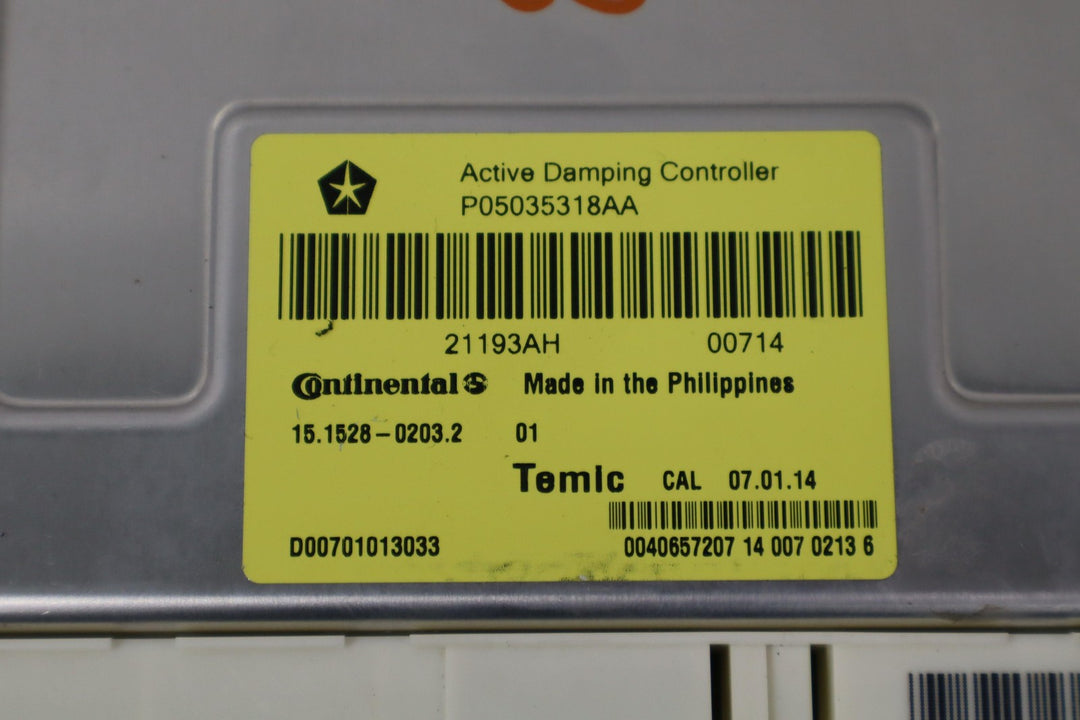 Active Damping Controller
P05035318AA
21193AH 00714
Continental Made in the Philippines
15.1528-0203.2 01
Temic CAL 07.01.14
D00701013033 0040657207 14 007 0213 6